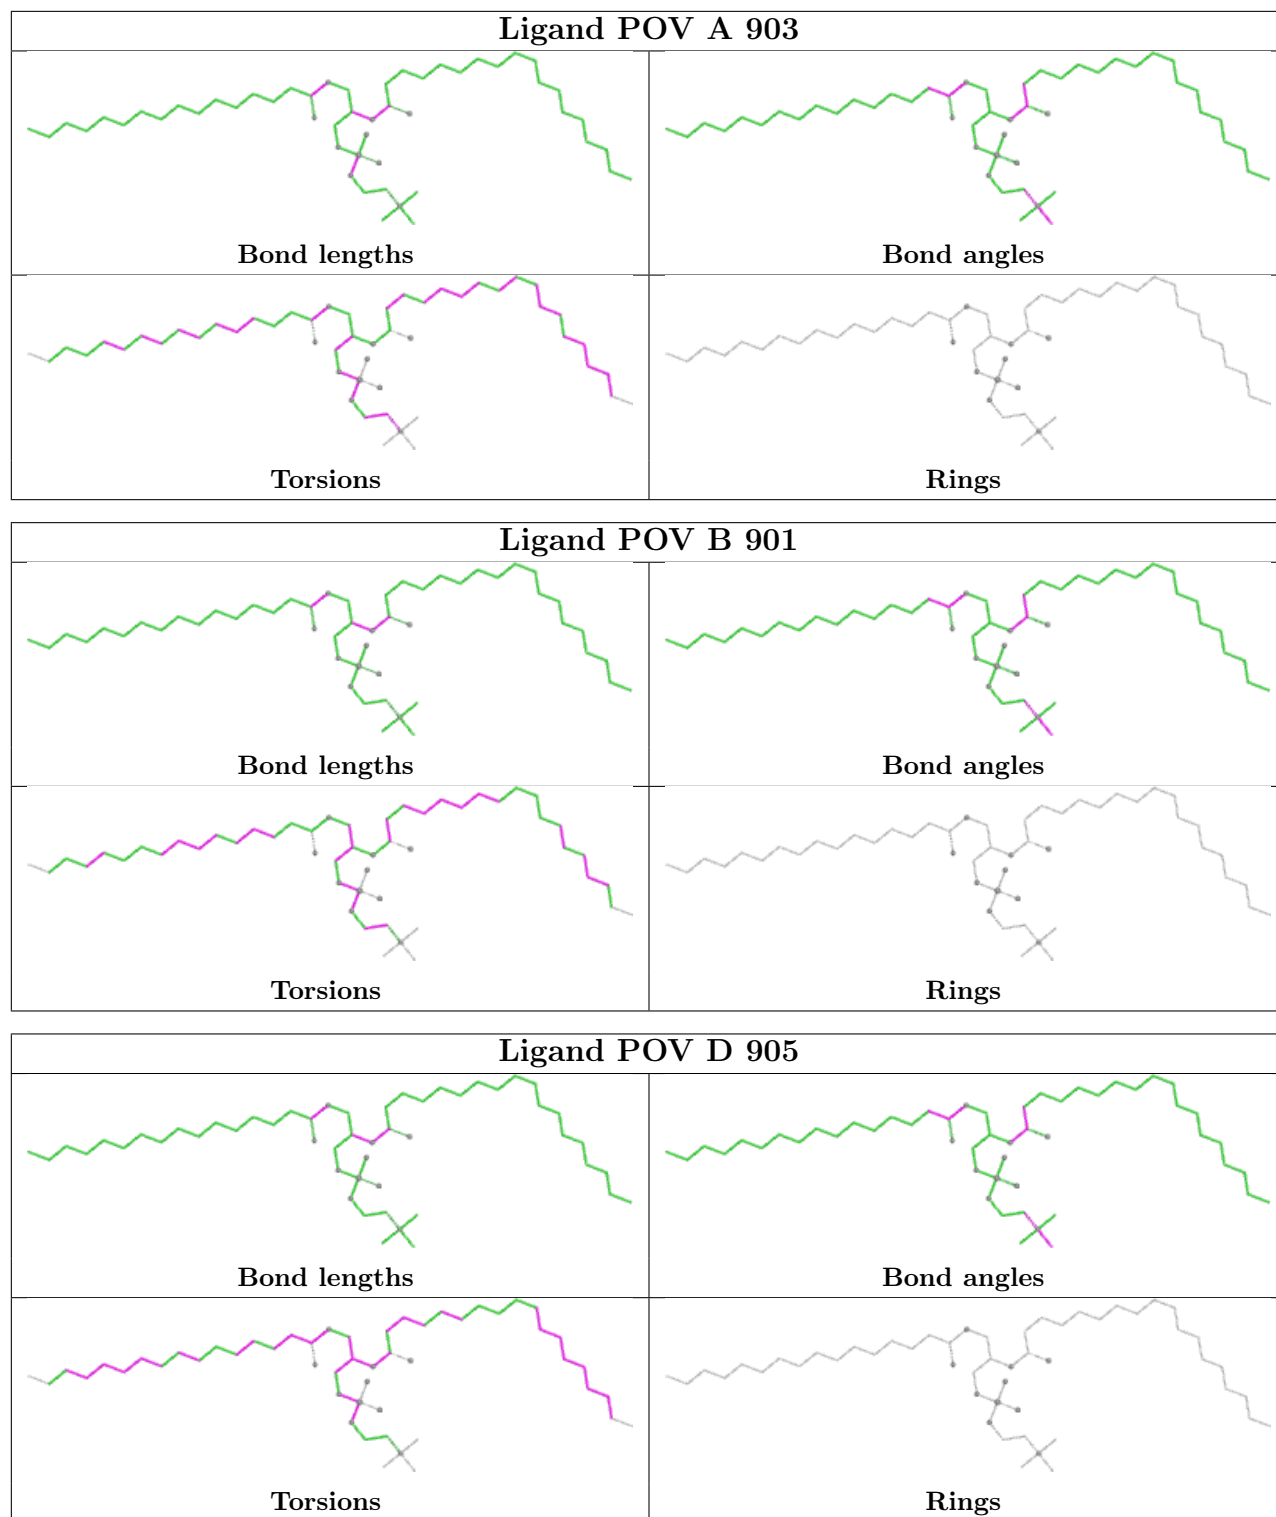 Ligand POV A 903
Bond lengths
Bond angles
Torsions
Rings
Ligand POV B 901
Bond lengths
Bond angles
Torsions
Rings
Ligand POV D 905
Bond lengths
Bond angles
Torsions
Rings